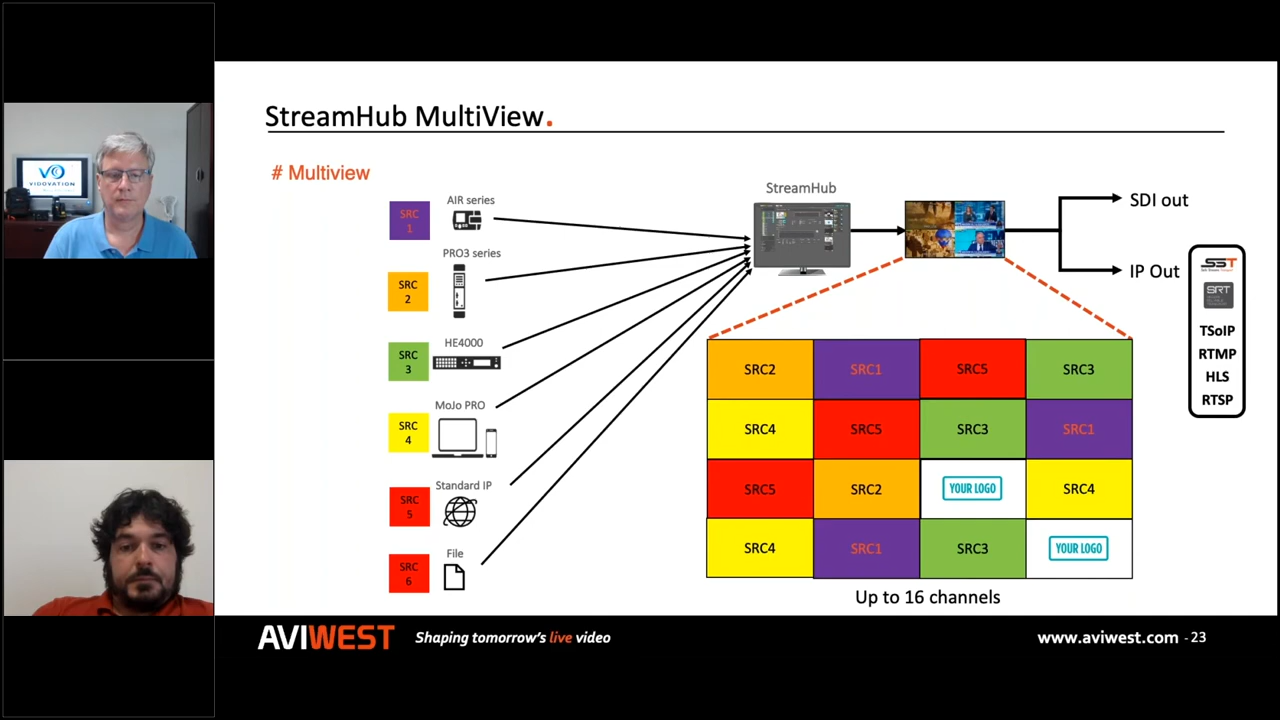 StreamHub MultiView.
# Multiview
VO
VIDOVATION
SRC
1
AIR series
SRC
2
PRO3 series
SRC
3
HE4000
SRC
4
MoJo PRO
SRC
5
Standard IP
SRC
6
File
StreamHub
SDI out
IP Out
SST
SRT
TSoIP
RTMP
HLS
RTSP
SRC2 SRC1 SRC5 SRC3
SRC4 SRC5 SRC3 SRC1
SRC5 SRC2 YOUR LOGO SRC4
SRC4 SRC1 SRC3 YOUR LOGO
Up to 16 channels
AVIWEST Shaping tomorrow's live video
www.aviwest.com - 23